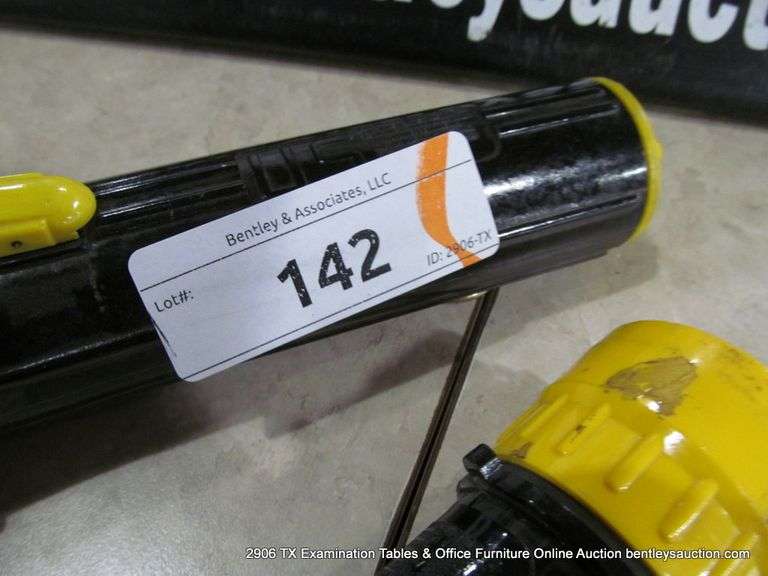 Bentley & Associates, LLC
Lot#:
142
ID: 2906-TX
2906 TX Examination Tables & Office Furniture Online Auction bentleysauction.com